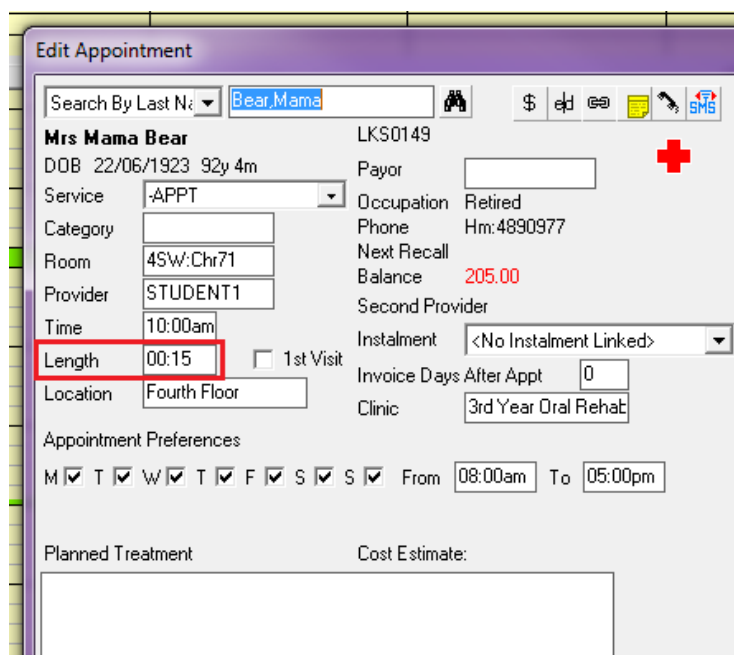 Edit Appointment
Search By Last Na
Bear,Mama
$
SMS
Mrs Mama Bear
LKS0149
DOB 22/06/1923 92y 4m
Payor
Service -APPT
Occupation Retired
Category
Phone Hm:4890977
Room 4SW:Chr71
Next Recall
Balance 205.00
Provider STUDENT1
Second Provider
Time 10:00am
Instalment <No Instalment Linked>
Length 00:15 1st Visit
Invoice Days After Appt 0
Location Fourth Floor
Clinic 3rd Year Oral Rehab
Appointment Preferences
M T W T F S S From 08:00am To 05:00pm
Planned Treatment
Cost Estimate: